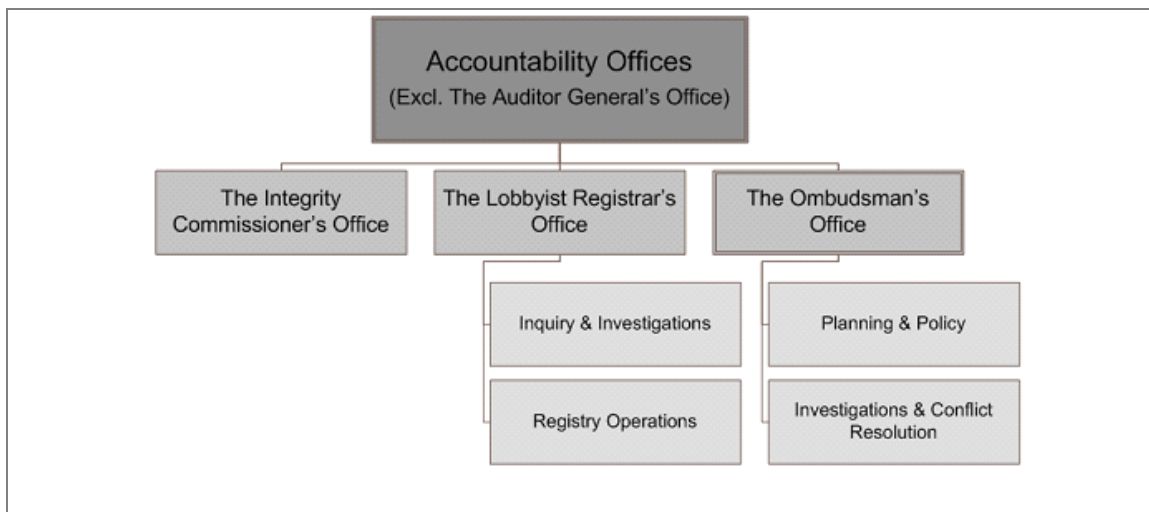 Accountability Offices
(Excl. The Auditor General's Office)
The Integrity
Commissioner's Office
The Lobbyist Registrar's
Office
The Ombudsman's
Office
Inquiry & Investigations
Planning & Policy
Registry Operations
Investigations & Conflict
Resolution